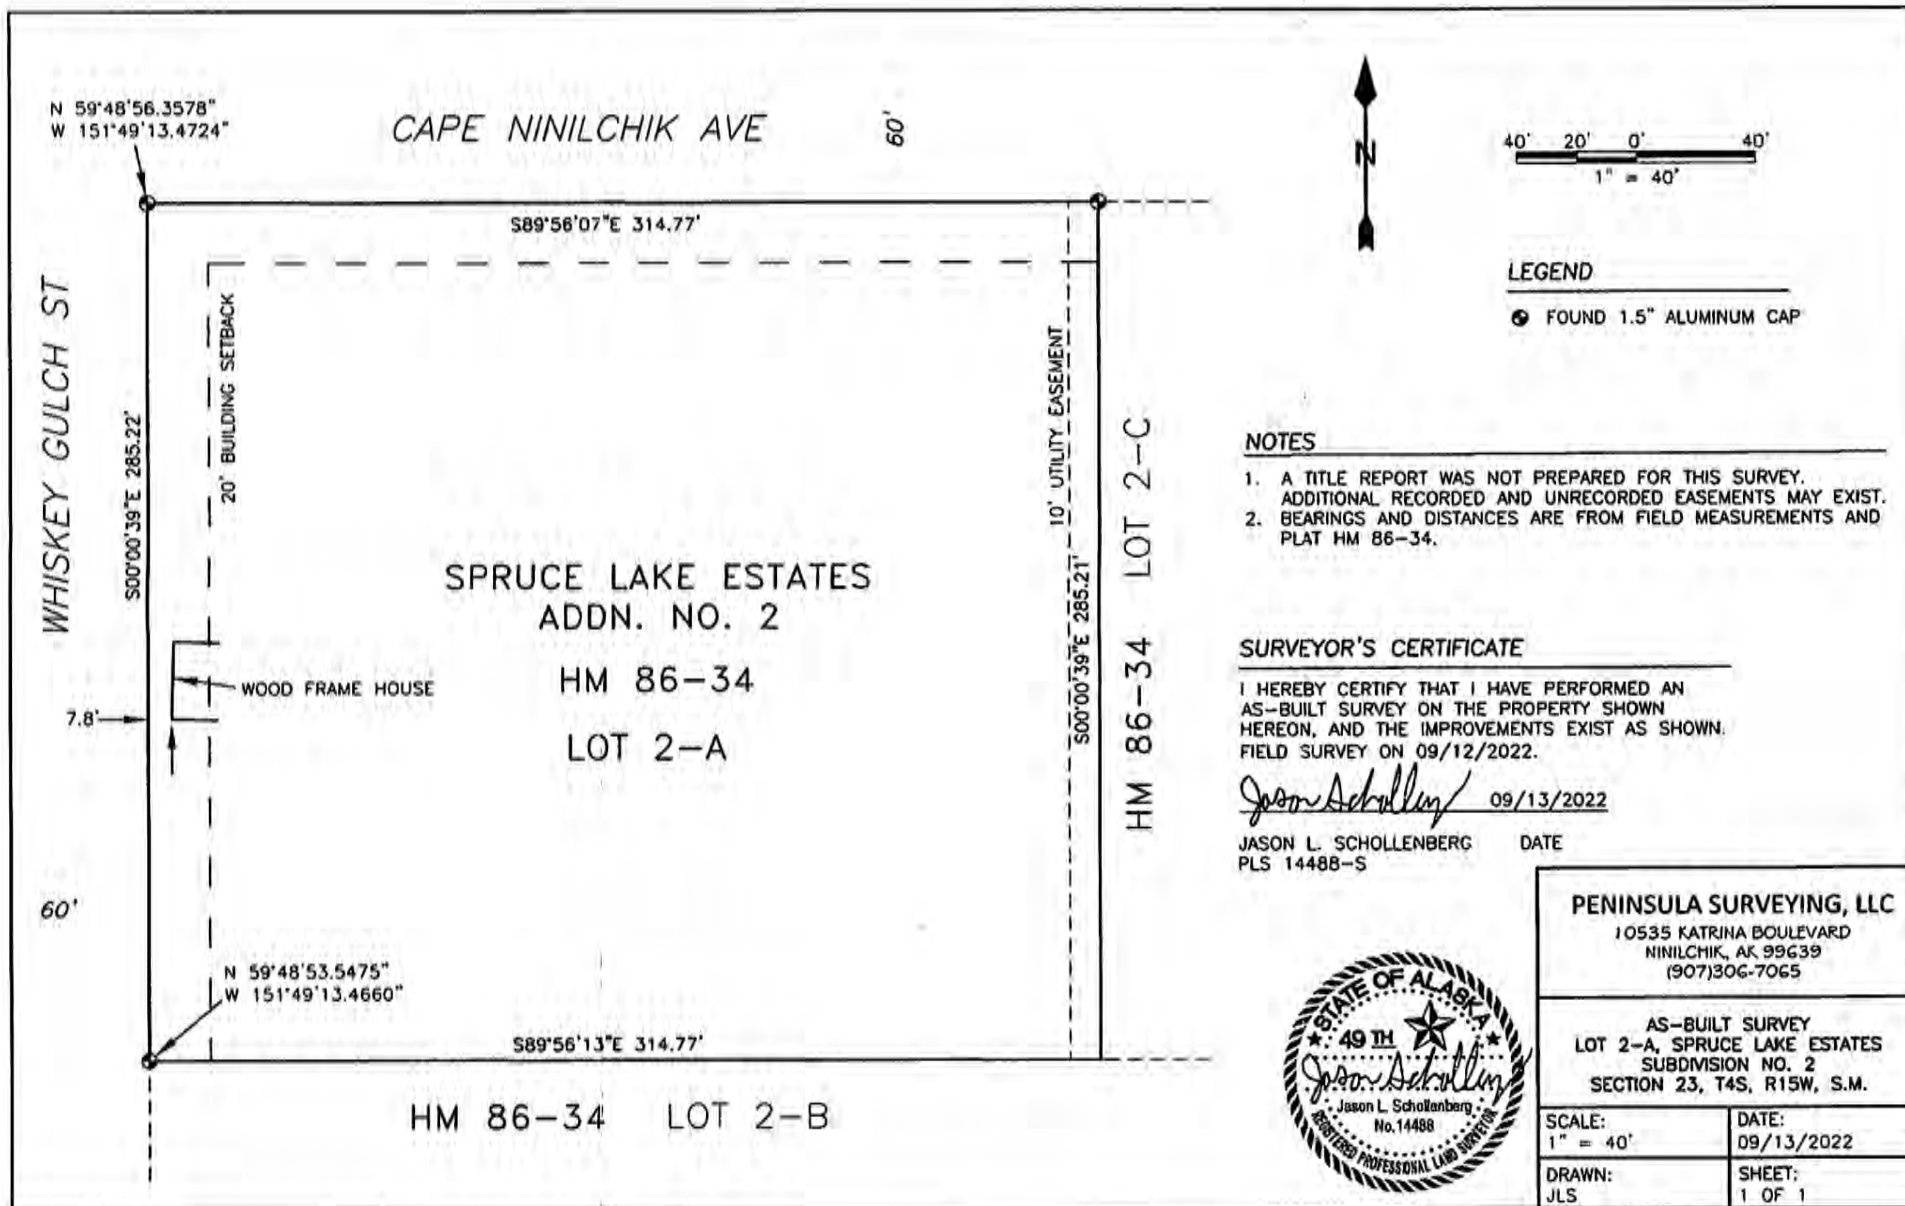 N 59°48'56.3578"
W 151°49'13.4724"
CAPE NINILCHIK AVE
60'
S89°56'07"E 314.77'
WHISKEY GULCH ST
S00°00'39"E 285.22'
20' BUILDING SETBACK
10' UTILITY EASEMENT
S00°00'39"E 285.21'
HM 86-34 LOT 2-C
SPRUCE LAKE ESTATES
ADDN. NO. 2
HM 86-34
LOT 2-A
WOOD FRAME HOUSE
7.8'
60'
N 59°48'53.5475"
W 151°49'13.4660"
S89°56'13"E 314.77'
HM 86-34 LOT 2-B
N
40' 20' 0' 40'
1" = 40'
LEGEND
FOUND 1.5" ALUMINUM CAP
NOTES
1. A TITLE REPORT WAS NOT PREPARED FOR THIS SURVEY.
ADDITIONAL RECORDED AND UNRECORDED EASEMENTS MAY EXIST.
2. BEARINGS AND DISTANCES ARE FROM FIELD MEASUREMENTS AND
PLAT HM 86-34.
SURVEYOR'S CERTIFICATE
I HEREBY CERTIFY THAT I HAVE PERFORMED AN
AS-BUILT SURVEY ON THE PROPERTY SHOWN
HEREON, AND THE IMPROVEMENTS EXIST AS SHOWN.
FIELD SURVEY ON 09/12/2022.
09/13/2022
JASON L. SCHOLLENBERG DATE
PLS 14488-S
STATE OF ALASKA
49 TH
Jason L. Schollenberg
No.14488
REGISTERED PROFESSIONAL LAND SURVEYOR
PENINSULA SURVEYING, LLC
10535 KATRINA BOULEVARD
NINILCHIK, AK 99639
(907)306-7065
AS-BUILT SURVEY
LOT 2-A, SPRUCE LAKE ESTATES
SUBDIVISION NO. 2
SECTION 23, T4S, R15W, S.M.
SCALE:
1" = 40'
DATE:
09/13/2022
DRAWN:
JLS
SHEET:
1 OF 1